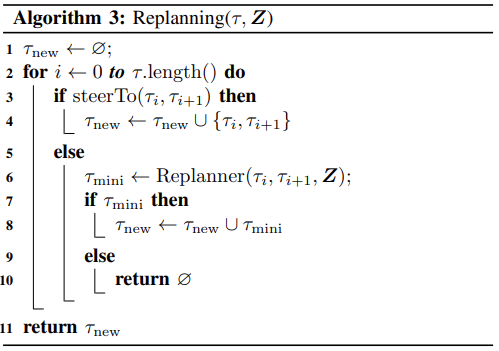 Algorithm 3: Replanning(τ, Z)
1 τnew ← ∅;
2 for i ← 0 to τ.length() do
3 if steerTo(τi, τi+1) then
4 τnew ← τnew ∪ {τi, τi+1}
5 else
6 τmini ← Replanner(τi, τi+1, Z);
7 if τmini then
8 τnew ← τnew ∪ τmini
9 else
10 return ∅
11 return τnew